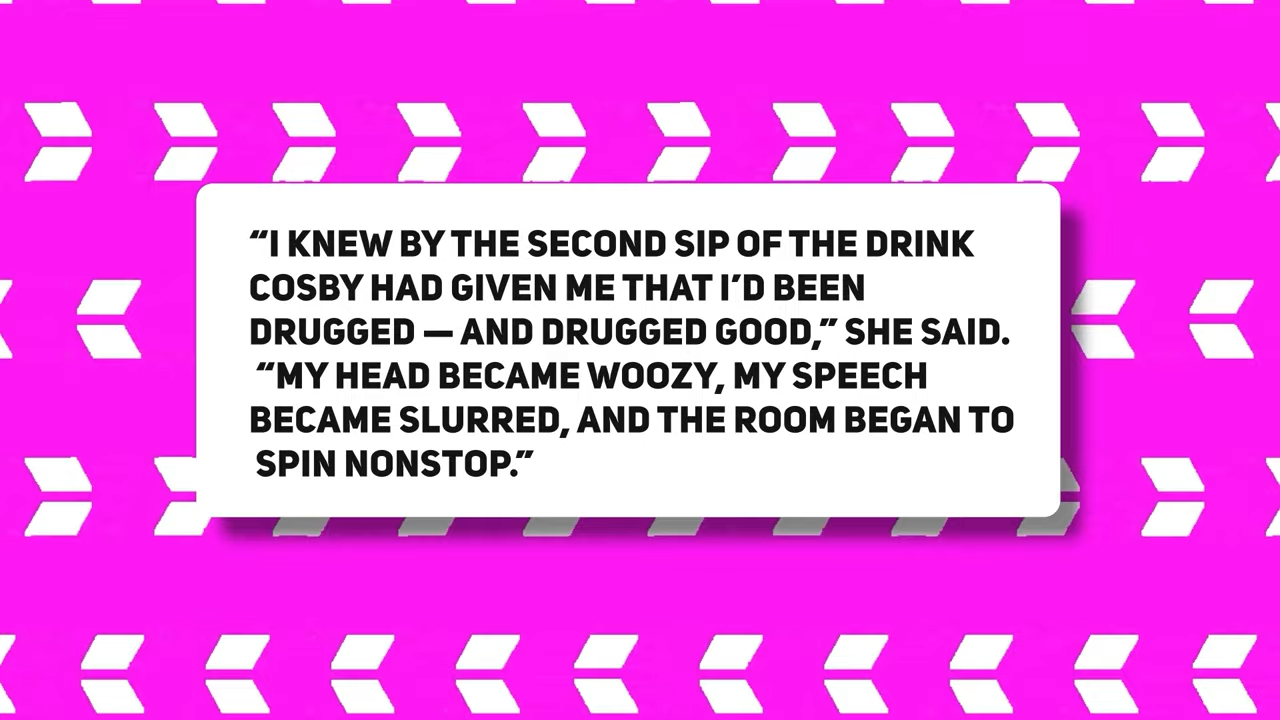 “I KNEW BY THE SECOND SIP OF THE DRINK
COSBY HAD GIVEN ME THAT I’D BEEN
DRUGGED — AND DRUGGED GOOD,” SHE SAID.
“MY HEAD BECAME WOOZY, MY SPEECH
BECAME SLURRED, AND THE ROOM BEGAN TO
SPIN NONSTOP.”